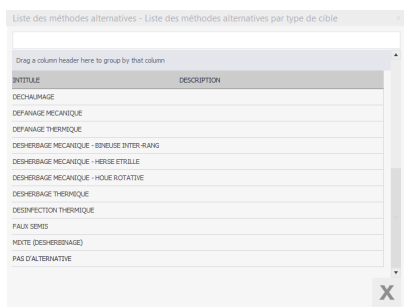 Liste des méthodes alternatives - Liste des méthodes alternatives par type de cible
Drag a column header here to group by that column
INTITULE DESCRIPTION
DECHAUMAGE
DEFANAGE MECANIQUE
DEFANAGE THERMIQUE
DESHERBAGE MECANIQUE - BINEUSE INTER-RANG
DESHERBAGE MECANIQUE - HERSE ETRILLE
DESHERBAGE MECANIQUE - HOUE ROTATIVE
DESHERBAGE THERMIQUE
DESINFECTION THERMIQUE
FAUX SEMIS
MIXTE (DESHERBINAGE)
PAS D'ALTERNATIVE
X